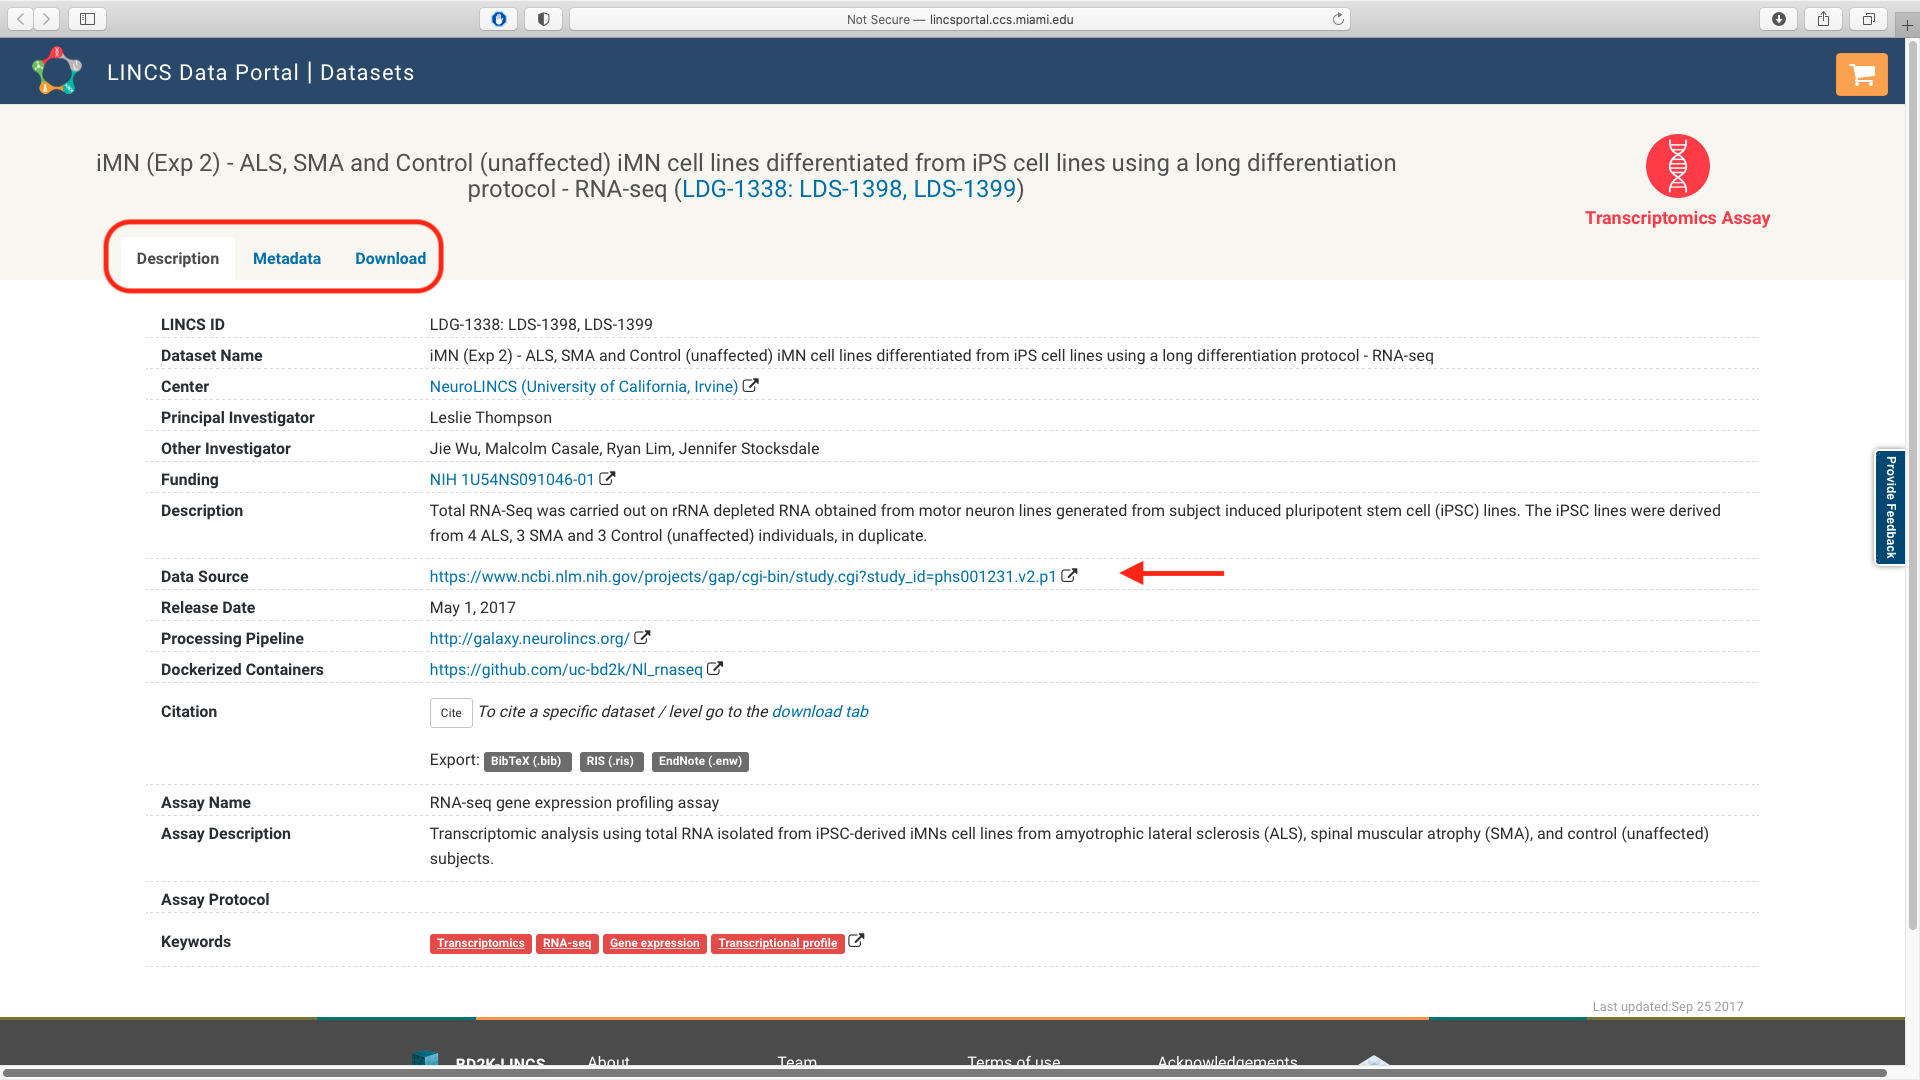 Not Secure — lincsportal.ccs.miami.edu
LINCS Data Portal | Datasets
iMN (Exp 2) - ALS, SMA and Control (unaffected) iMN cell lines differentiated from iPS cell lines using a long differentiation
protocol - RNA-seq (LDG-1338: LDS-1398, LDS-1399)
Transcriptomics Assay
Description Metadata Download
LINCS ID LDG-1338: LDS-1398, LDS-1399
Dataset Name iMN (Exp 2) - ALS, SMA and Control (unaffected) iMN cell lines differentiated from iPS cell lines using a long differentiation protocol - RNA-seq
Center NeuroLINCS (University of California, Irvine)
Principal Investigator Leslie Thompson
Other Investigator Jie Wu, Malcolm Casale, Ryan Lim, Jennifer Stocksdale
Funding NIH 1U54NS091046-01
Description Total RNA-Seq was carried out on rRNA depleted RNA obtained from motor neuron lines generated from subject induced pluripotent stem cell (iPSC) lines. The iPSC lines were derived
from 4 ALS, 3 SMA and 3 Control (unaffected) individuals, in duplicate.
Provide Feedback
Data Source https://www.ncbi.nlm.nih.gov/projects/gap/cgi-bin/study.cgi?study_id=phs001231.v2.p1
Release Date May 1, 2017
Processing Pipeline http://galaxy.neurolincs.org/
Dockerized Containers https://github.com/uc-bd2k/Nl_rnaseq
Citation Cite To cite a specific dataset / level go to the download tab
Export: BibTeX (.bib) RIS (.ris) EndNote (.enw)
Assay Name RNA-seq gene expression profiling assay
Assay Description Transcriptomic analysis using total RNA isolated from iPSC-derived iMNs cell lines from amyotrophic lateral sclerosis (ALS), spinal muscular atrophy (SMA), and control (unaffected)
subjects.
Assay Protocol
Keywords Transcriptomics RNA-seq Gene expression Transcriptional profile
Last updated:Sep 25 2017
BD2K-LINCS About Team Terms of use Acknowledgements